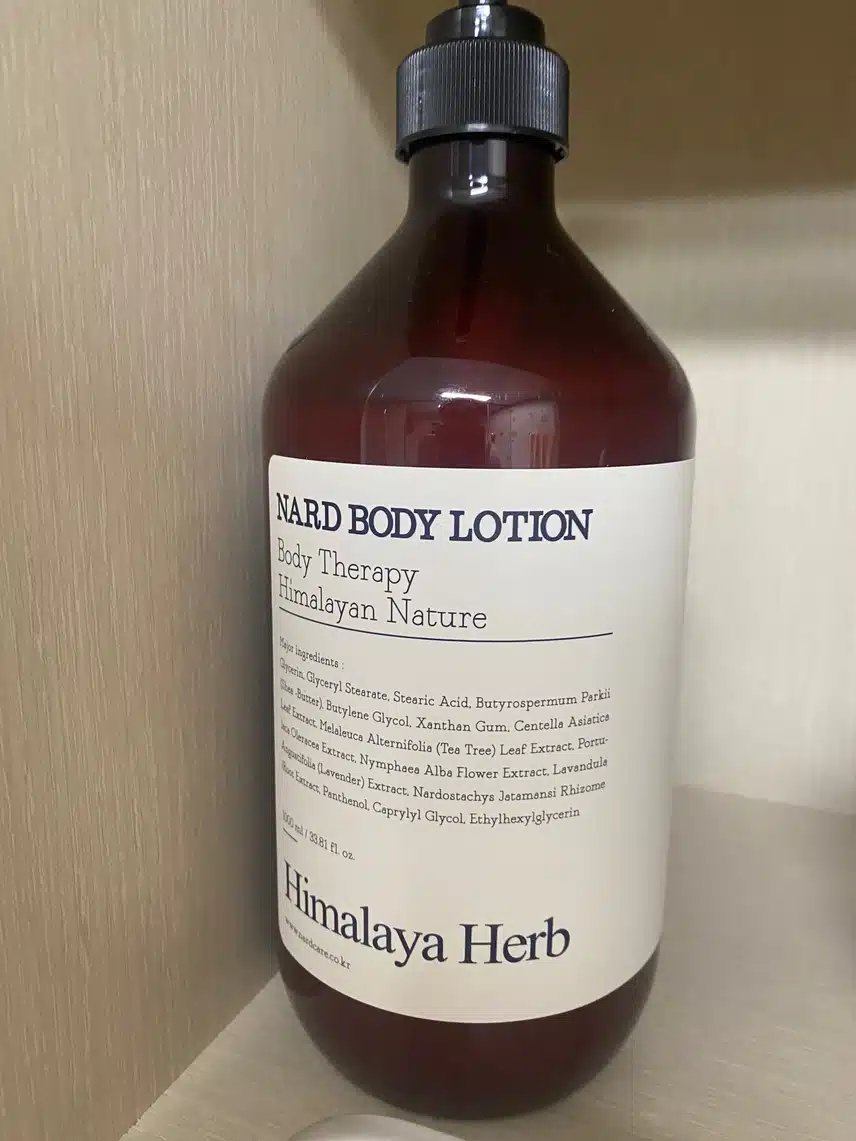 NARD BODY LOTION
Body Therapy
Himalayan Nature
Major ingredients :
Glycerin, Glyceryl Stearate, Stearic Acid, Butyrospermum Parkii
(Shea -Butter), Butylene Glycol, Xanthan Gum, Centella Asiatica
Leaf Extract, Melaleuca Alternifolia (Tea Tree) Leaf Extract, Portu-
laca Oleracea Extract, Nymphaea Alba Flower Extract, Lavandula
Angustifolia (Lavender) Extract, Nardostachys Jatamansi Rhizome
/Root Extract, Panthenol, Caprylyl Glycol, Ethylhexylglycerin
1000 ml / 33.81 fl. oz.
Himalaya Herb
www.nardcare.co.kr